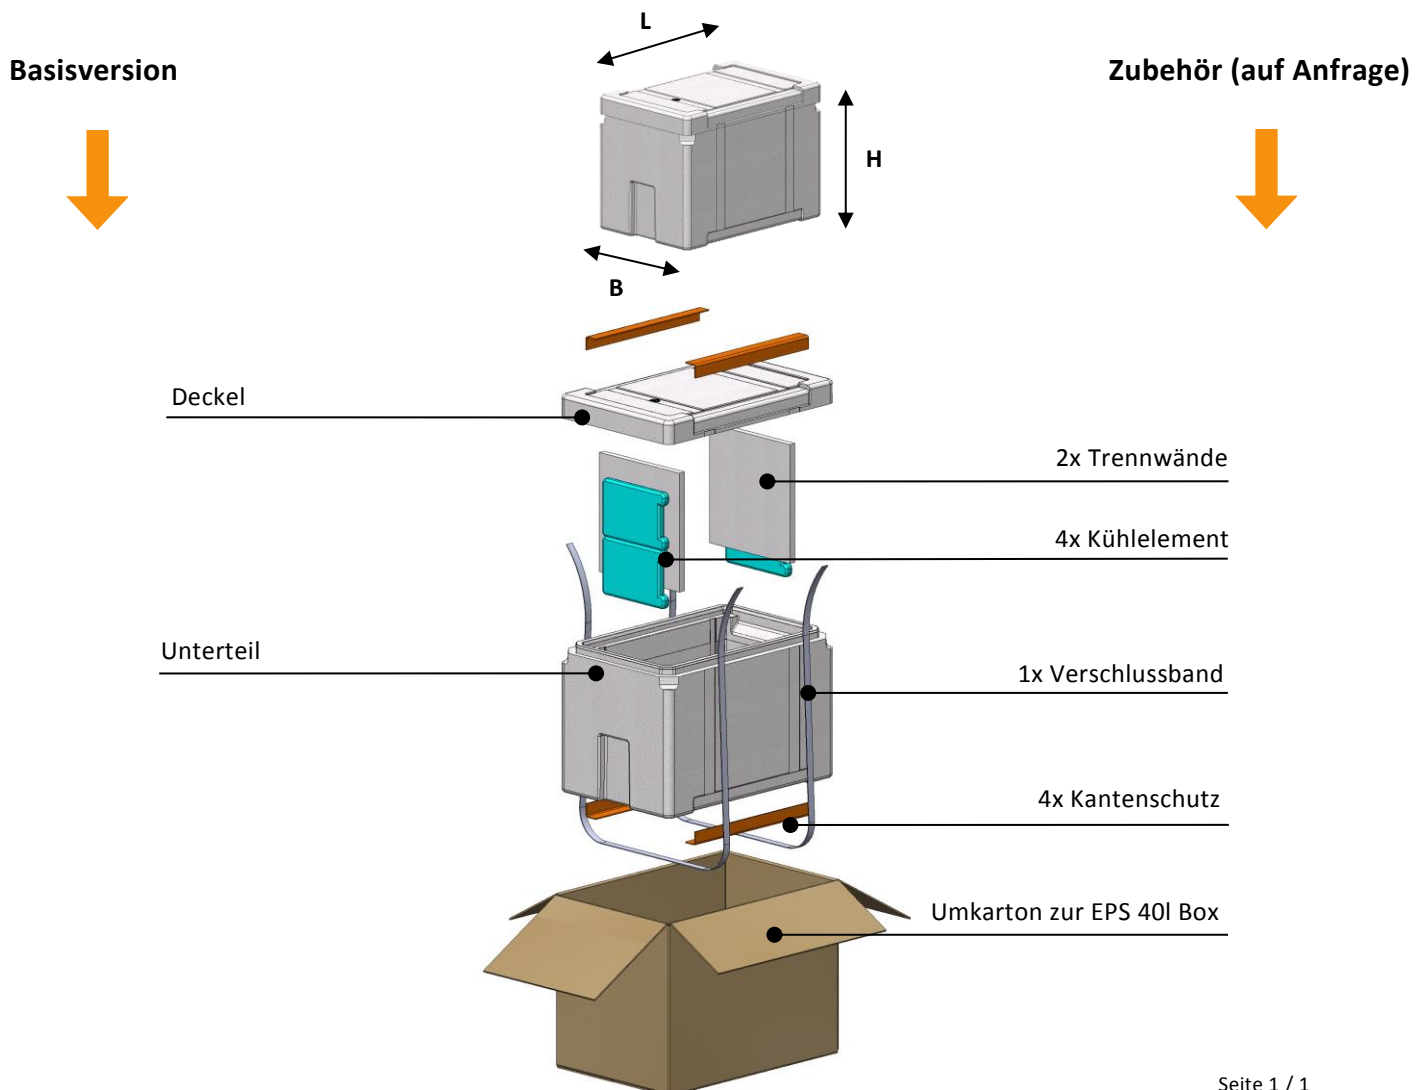 L
Basisversion
Zubehör (auf Anfrage)
H
B
Deckel
2x Trennwände
4x Kühlelement
Unterteil
1x Verschlussband
4x Kantenschutz
Umkarton zur EPS 40l Box
Seite 1 / 1